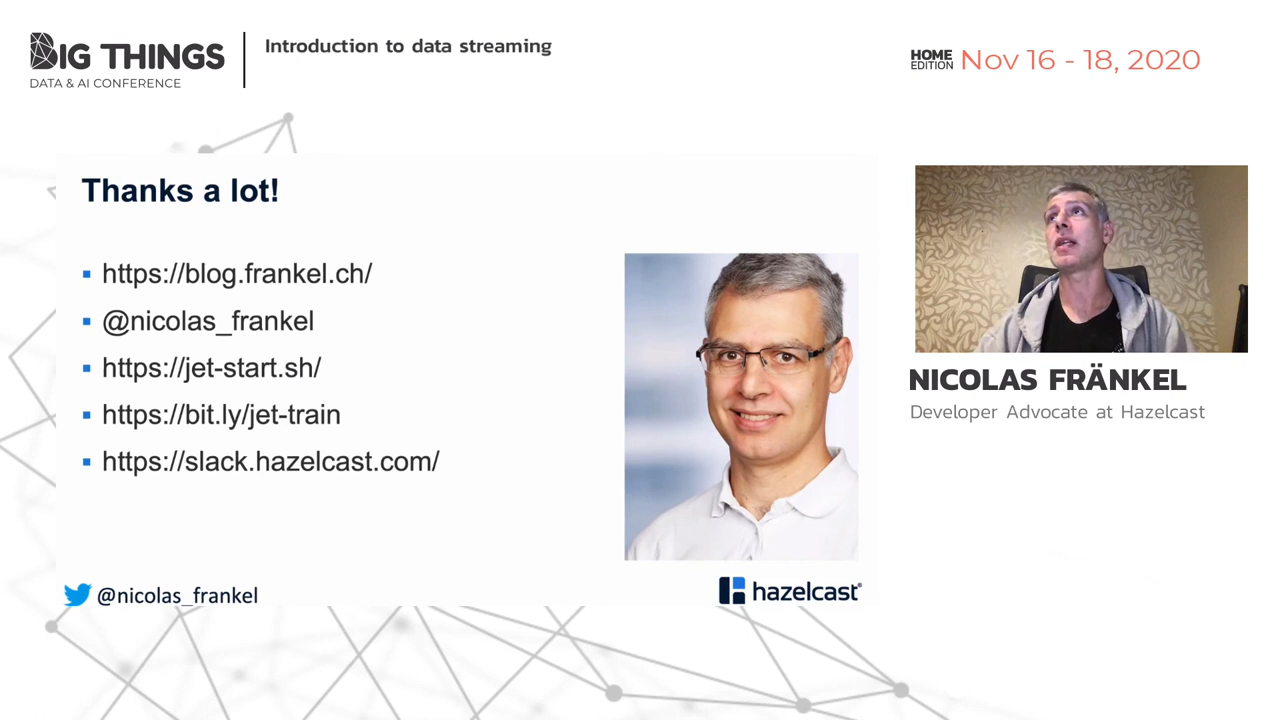 BIG THINGS
DATA & AI CONFERENCE
Introduction to data streaming
HOME
EDITION
Nov 16 - 18, 2020
Thanks a lot!
https://blog.frankel.ch/
@nicolas_frankel
https://jet-start.sh/
https://bit.ly/jet-train
https://slack.hazelcast.com/
@nicolas_frankel
hazelcast
NICOLAS FRÄNKEL
Developer Advocate at Hazelcast